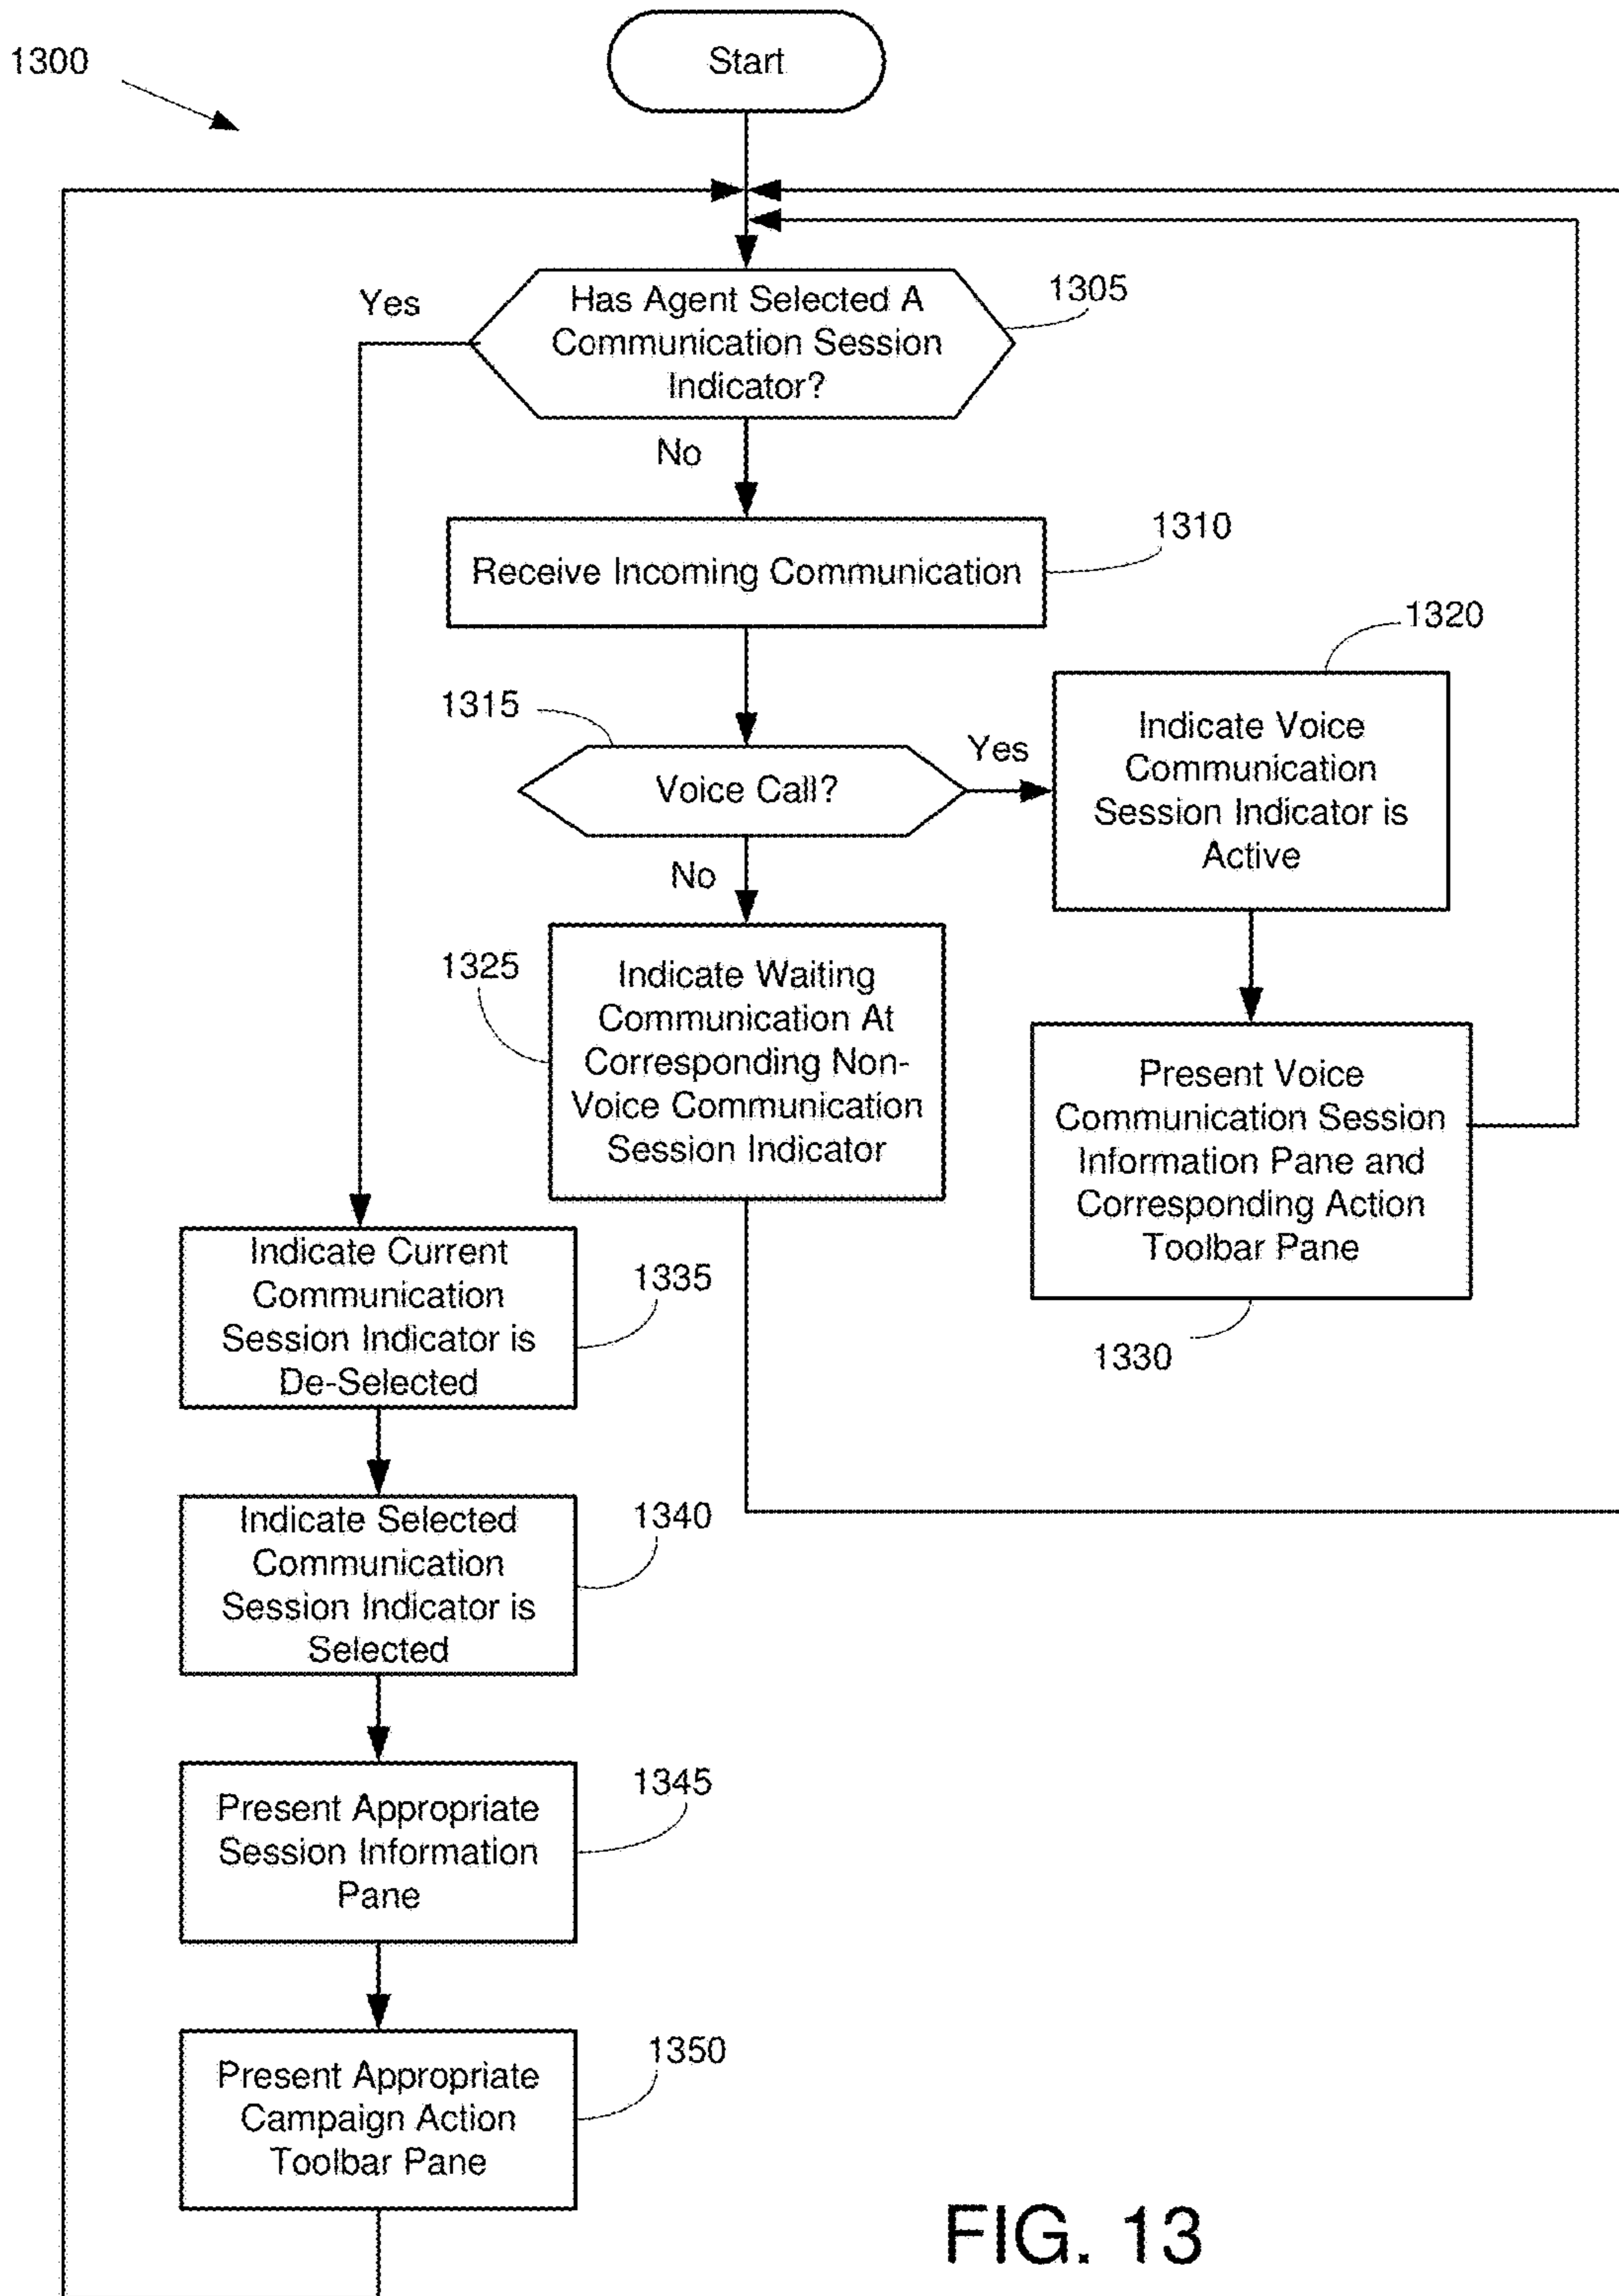 1300
Start
Yes
Has Agent Selected A
Communication Session
Indicator?
1305
No
Receive Incoming Communication
1310
1315
Voice Call?
Yes
1320
Indicate Voice
Communication
Session Indicator is
Active
No
1325
Indicate Waiting
Communication At
Corresponding Non-
Voice Communication
Session Indicator
Present Voice
Communication Session
Information Pane and
Corresponding Action
Toolbar Pane
1330
Indicate Current
Communication
Session Indicator is
De-Selected
1335
Indicate Selected
Communication
Session Indicator is
Selected
1340
Present Appropriate
Session Information
Pane
1345
Present Appropriate
Campaign Action
Toolbar Pane
1350
FIG. 13